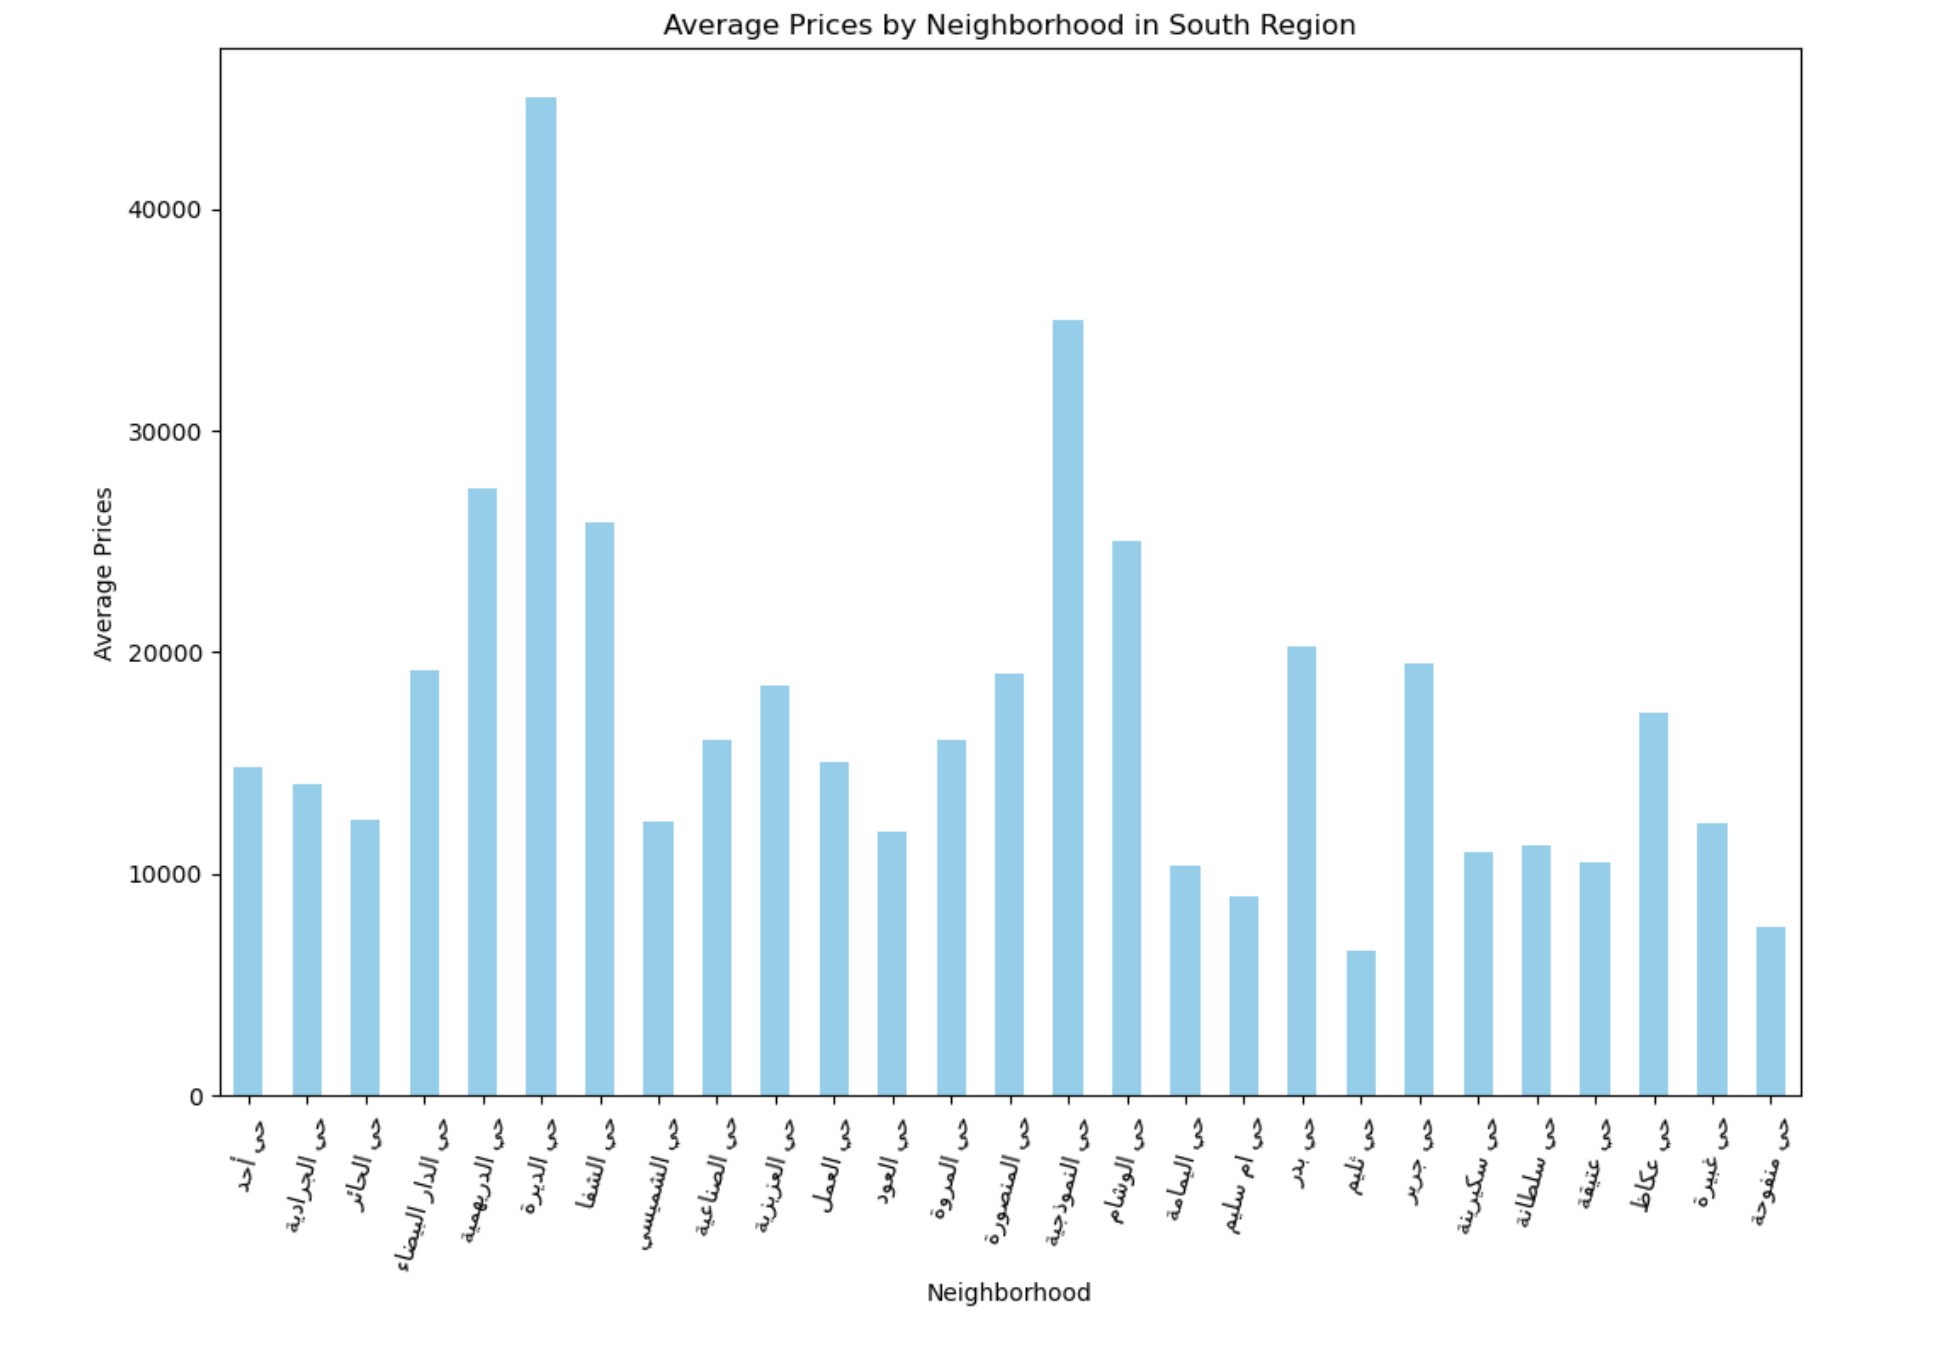 Average Prices by Neighborhood in South Region
Average Prices
40000
30000
20000
10000
0
حي أحد
حي الجرادية
حي الحائر
حي الدار البيضاء
حي الدريهمية
حي الديرة
حي الشفا
حي الشميسي
حي الصناعية
حي العزيزية
حي العمل
حي العود
حي المروة
حي المنصورة
حي النموذجية
حي الوشام
حي اليمامة
حي ام سليم
حي بدر
حي ثليم
حي جرير
حي سكيرينة
حي سلطانة
حي عتيقة
حي عكاظ
حي غبيرة
حي منفوحة
Neighborhood